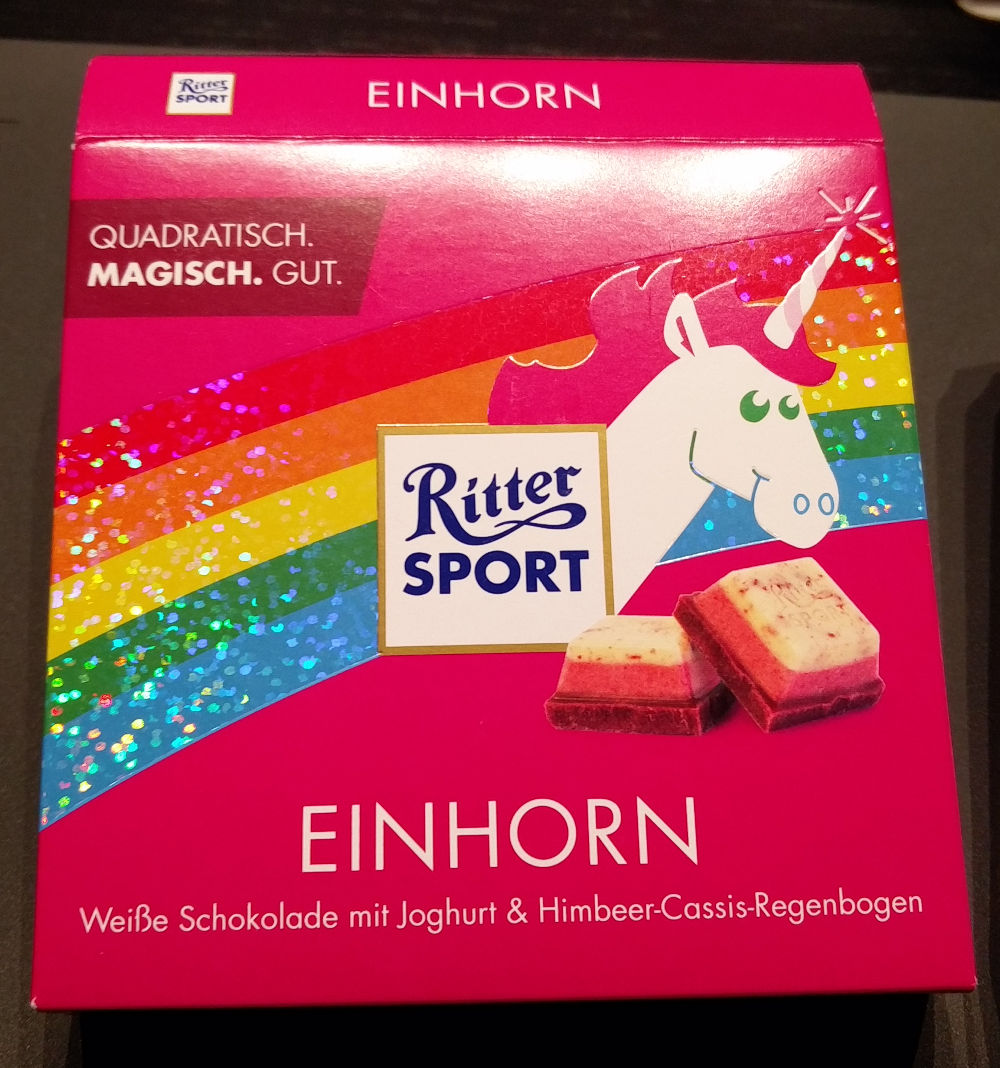 Ritter
SPORT
EINHORN
QUADRATISCH.
MAGISCH. GUT.
Ritter
SPORT
EINHORN
Weiße Schokolade mit Joghurt & Himbeer-Cassis-Regenbogen